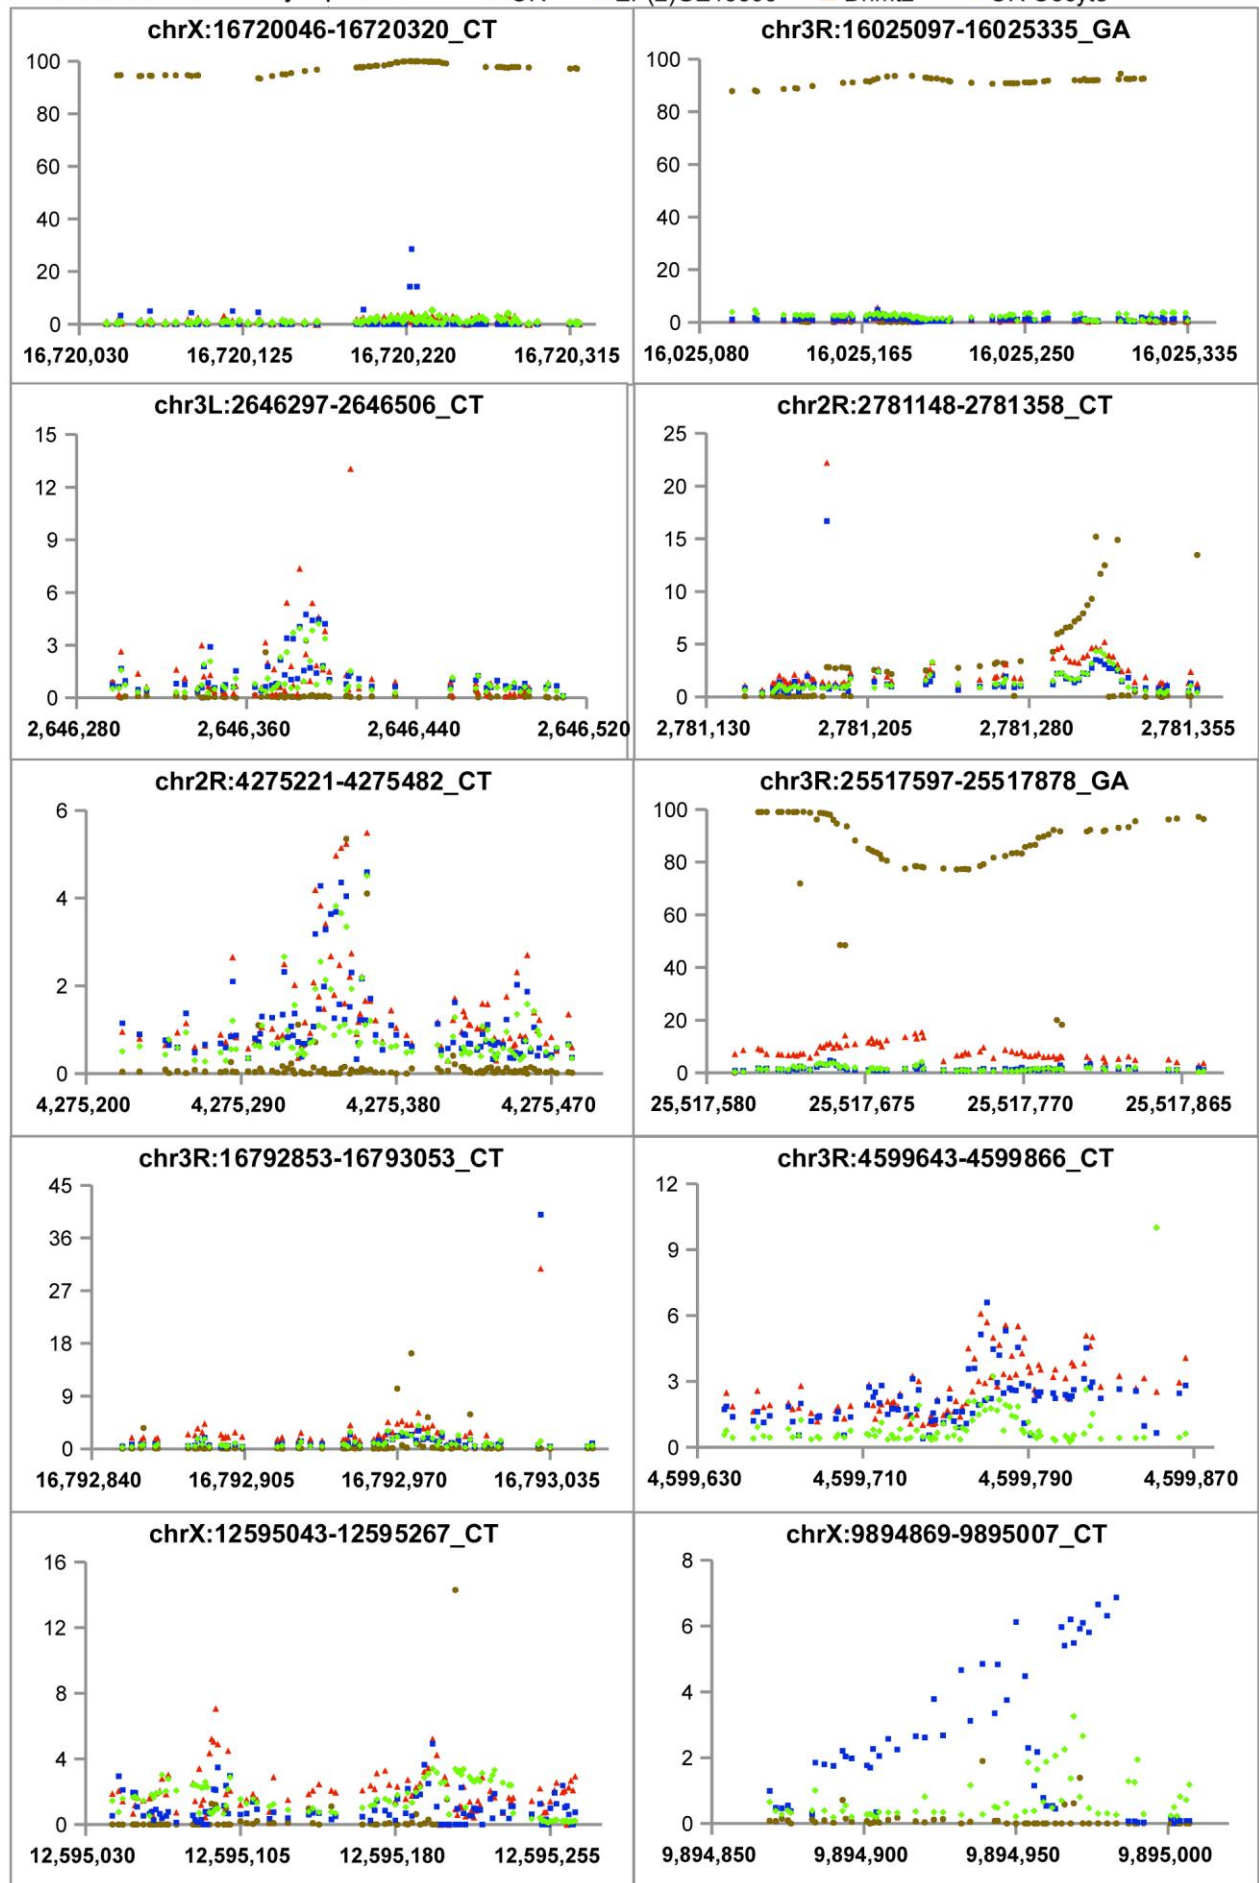 chrX:16720046-16720320_CT
100
80
60
40
20
0
16,720,030 16,720,125 16,720,220 16,720,315
chr3R:16025097-16025335_GA
100
80
60
40
20
0
16,025,080 16,025,165 16,025,250 16,025,335
chr3L:2646297-2646506_CT
15
12
9
6
3
0
2,646,280 2,646,360 2,646,440 2,646,520
chr2R:2781148-2781358_CT
25
20
15
10
5
0
2,781,130 2,781,205 2,781,280 2,781,355
chr2R:4275221-4275482_CT
6
4
2
0
4,275,200 4,275,290 4,275,380 4,275,470
chr3R:25517597-25517878_GA
100
80
60
40
20
0
25,517,580 25,517,675 25,517,770 25,517,865
chr3R:16792853-16793053_CT
45
36
27
18
9
0
16,792,840 16,792,905 16,792,970 16,793,035
chr3R:4599643-4599866_CT
12
9
6
3
0
4,599,630 4,599,710 4,599,790 4,599,870
chrX:12595043-12595267_CT
16
12
8
4
0
12,595,030 12,595,105 12,595,180 12,595,255
chrX:9894869-9895007_CT
8
6
4
2
0
9,894,850 9,894,900 9,894,950 9,895,000